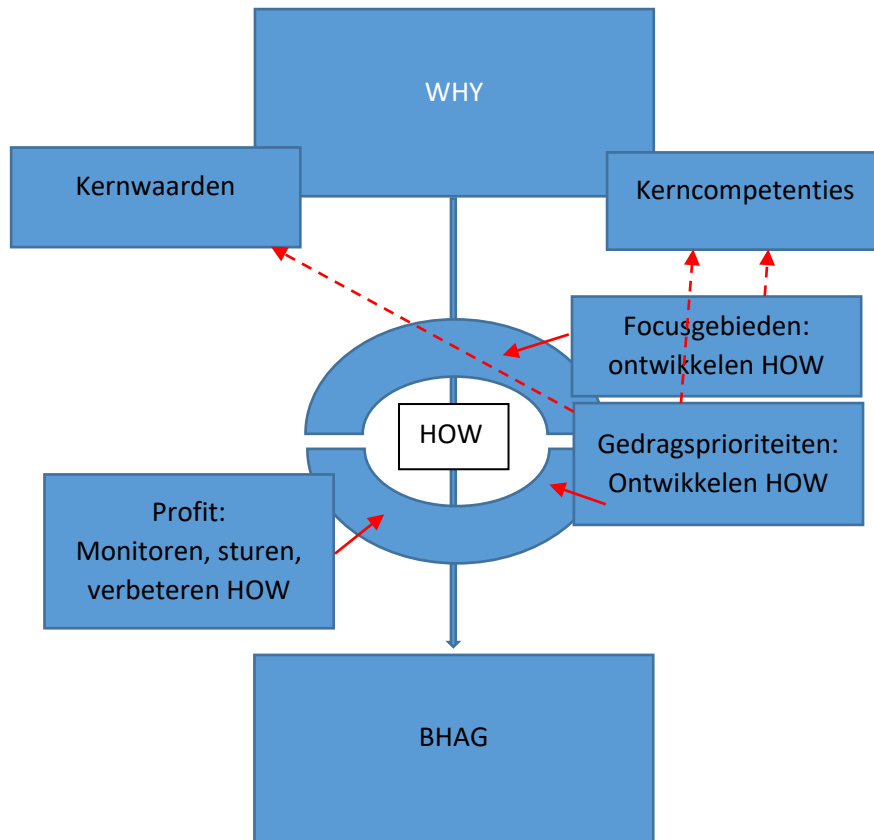 WHY
Kernwaarden
Kerncompetenties
Focusgebieden:
ontwikkelen HOW
HOW
Gedragsprioriteiten:
Ontwikkelen HOW
Profit:
Monitoren, sturen,
verbeteren HOW
BHAG